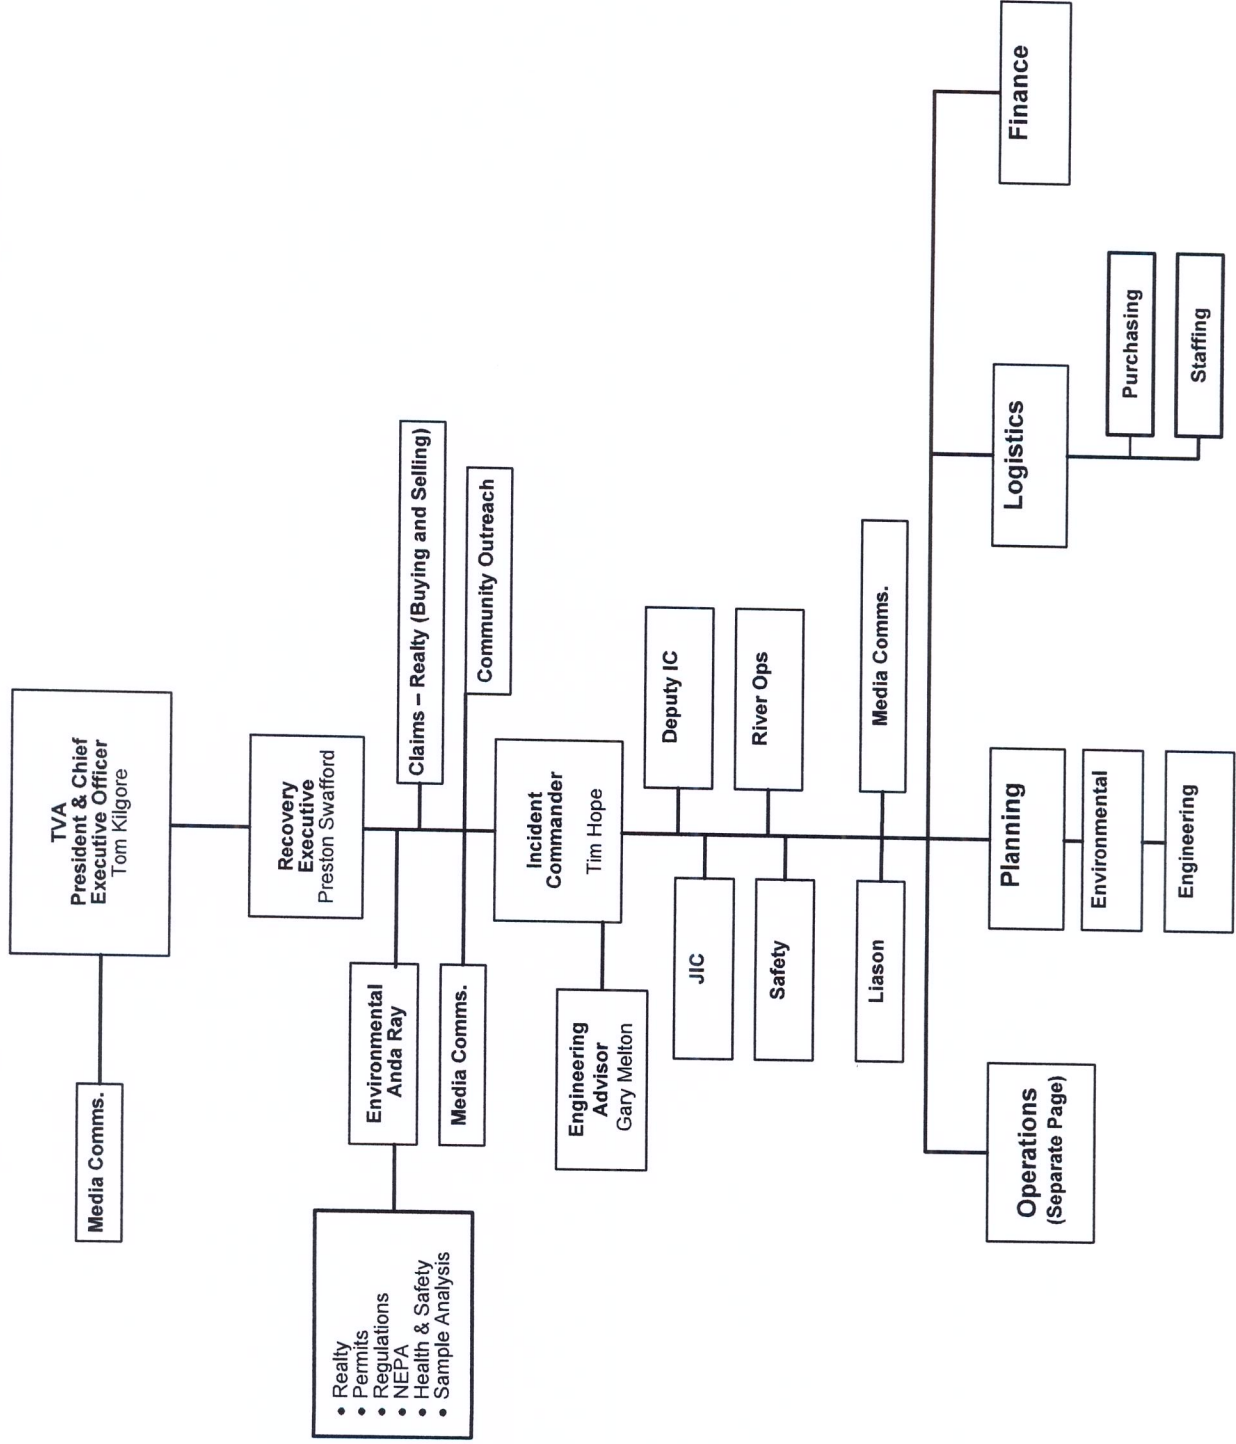 TVA
President & Chief
Executive Officer
Tom Kilgore
Media Comms.
Recovery
Executive
Preston Swafford
Claims – Realty (Buying and Selling)
Environmental
Anda Ray
• Realty
• Permits
• Regulations
• NEPA
• Health & Safety
• Sample Analysis
Media Comms.
Community Outreach
Incident
Commander
Tim Hope
Engineering
Advisor
Gary Melton
Deputy IC
JIC
River Ops
Safety
Media Comms.
Liason
Operations
(Separate Page)
Planning
Environmental
Engineering
Logistics
Purchasing
Staffing
Finance